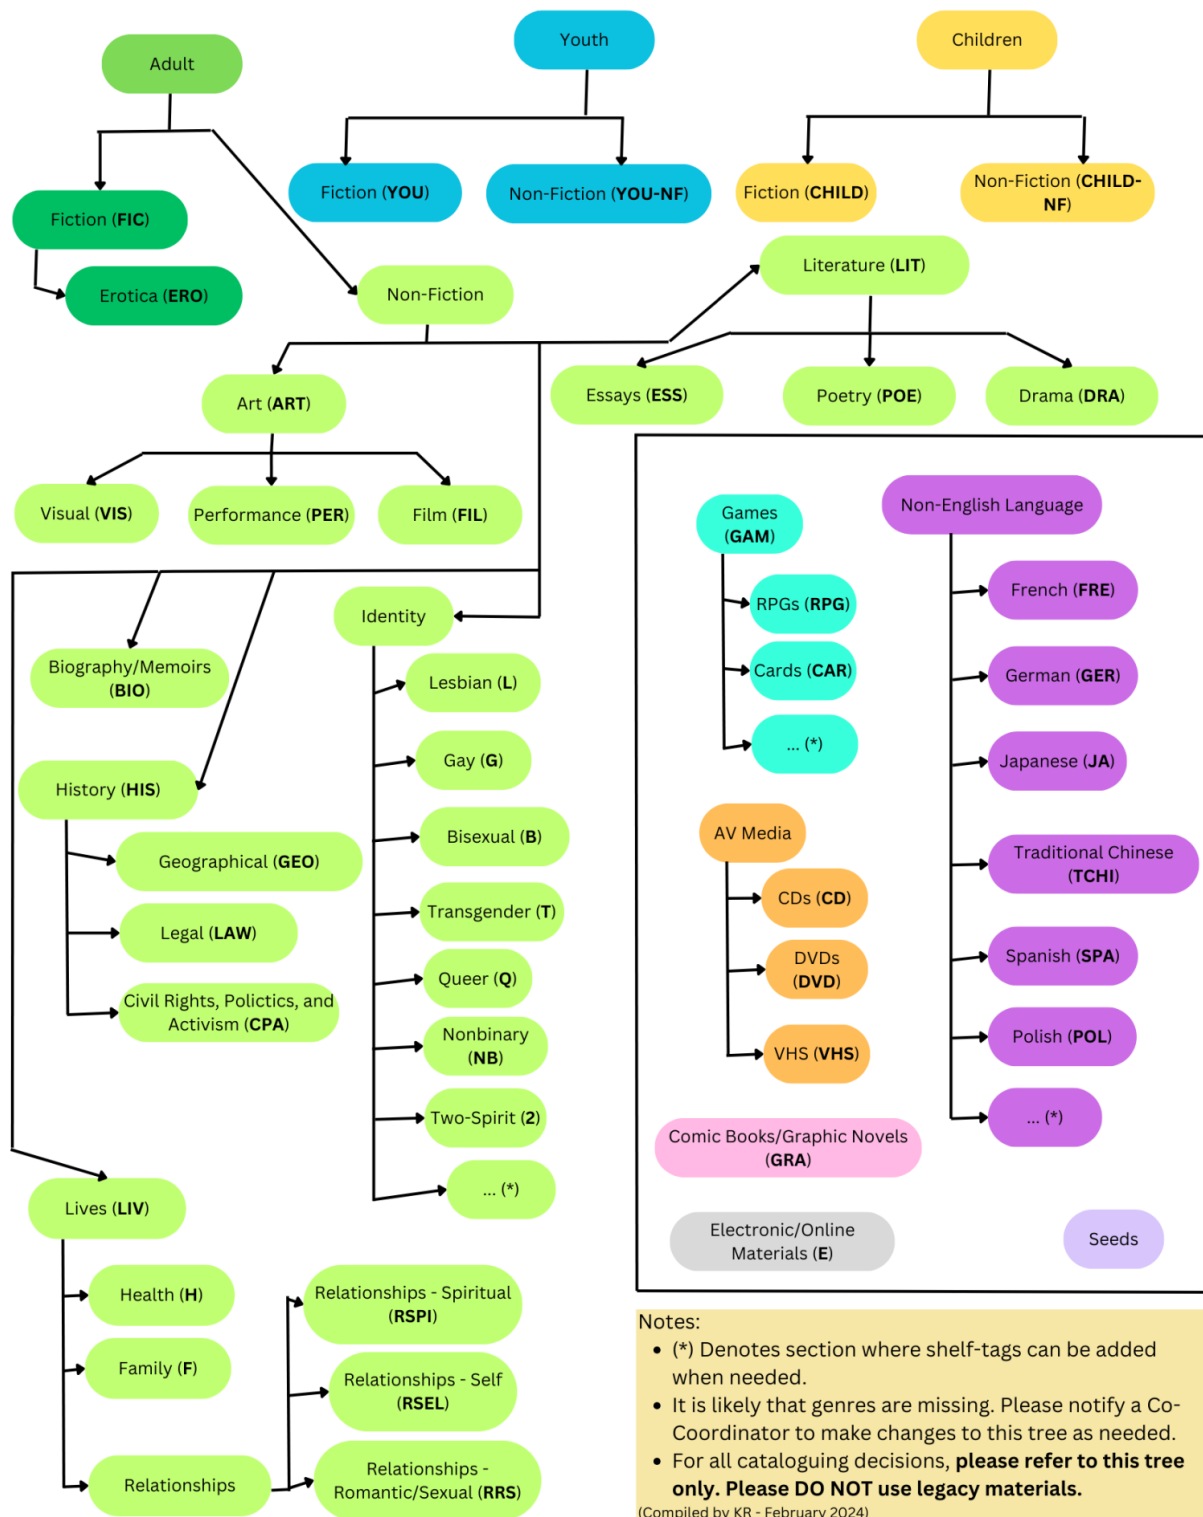 Adult
Youth
Children
Fiction (YOU)
Non-Fiction (YOU-NF)
Fiction (CHILD)
Non-Fiction (CHILD-
NF)
Fiction (FIC)
Erotica (ERO)
Non-Fiction
Literature (LIT)
Essays (ESS)
Poetry (POE)
Drama (DRA)
Art (ART)
Visual (VIS)
Performance (PER)
Film (FIL)
Identity
Biography/Memoirs
(BIO)
Lesbian (L)
Gay (G)
Bisexual (B)
Transgender (T)
Queer (Q)
Nonbinary
(NB)
Two-Spirit (2)
... (*)
History (HIS)
Geographical (GEO)
Legal (LAW)
Civil Rights, Polictics, and
Activism (CPA)
Lives (LIV)
Health (H)
Family (F)
Relationships
Relationships - Spiritual
(RSPI)
Relationships - Self
(RSEL)
Relationships -
Romantic/Sexual (RRS)
Games
(GAM)
RPGs (RPG)
Cards (CAR)
... (*)
AV Media
CDs (CD)
DVDs
(DVD)
VHS (VHS)
Non-English Language
French (FRE)
German (GER)
Japanese (JA)
Traditional Chinese
(TCHI)
Spanish (SPA)
Polish (POL)
... (*)
Comic Books/Graphic Novels
(GRA)
Electronic/Online
Materials (E)
Seeds
Notes:
• (*) Denotes section where shelf-tags can be added
when needed.
• It is likely that genres are missing. Please notify a Co-
Coordinator to make changes to this tree as needed.
• For all cataloguing decisions, please refer to this tree
only. Please DO NOT use legacy materials.
(Compiled by KR - February 2024)